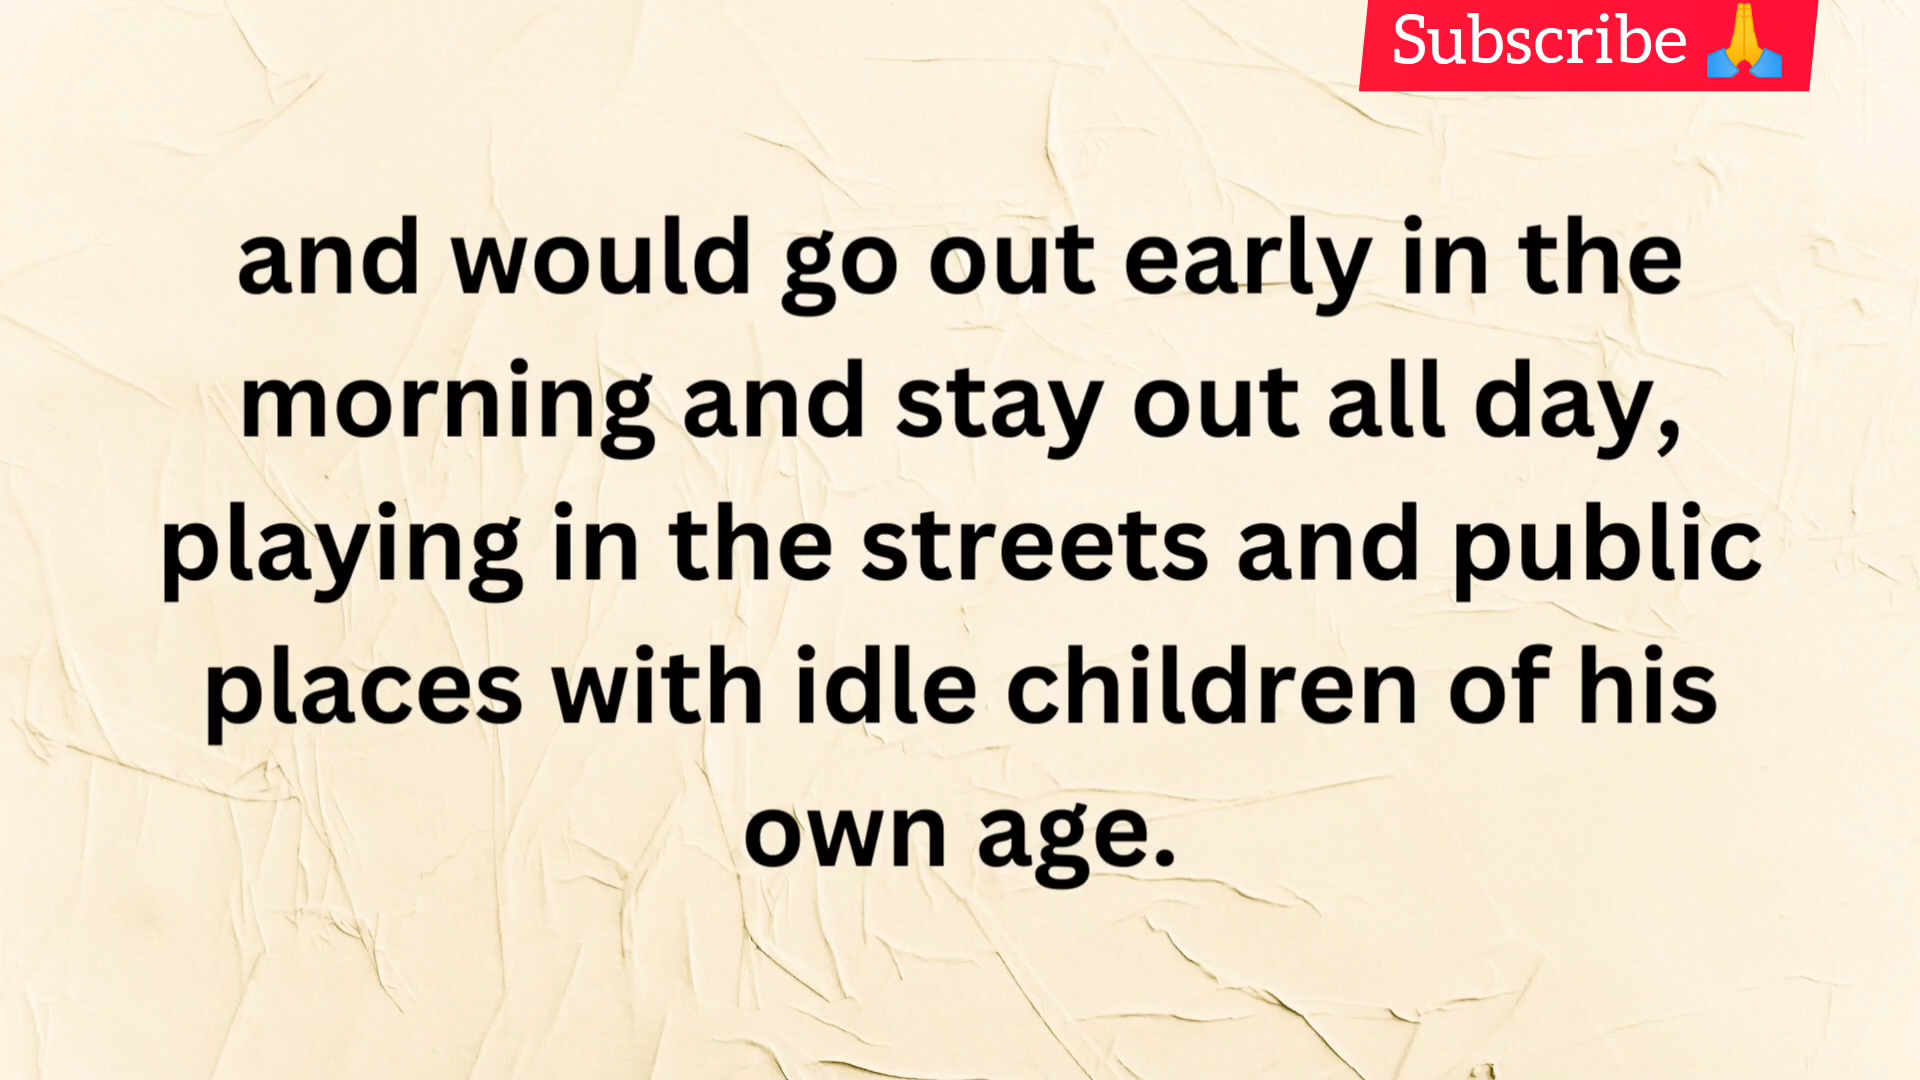 Subscribe 🙏
and would go out early in the
morning and stay out all day,
playing in the streets and public
places with idle children of his
own age.